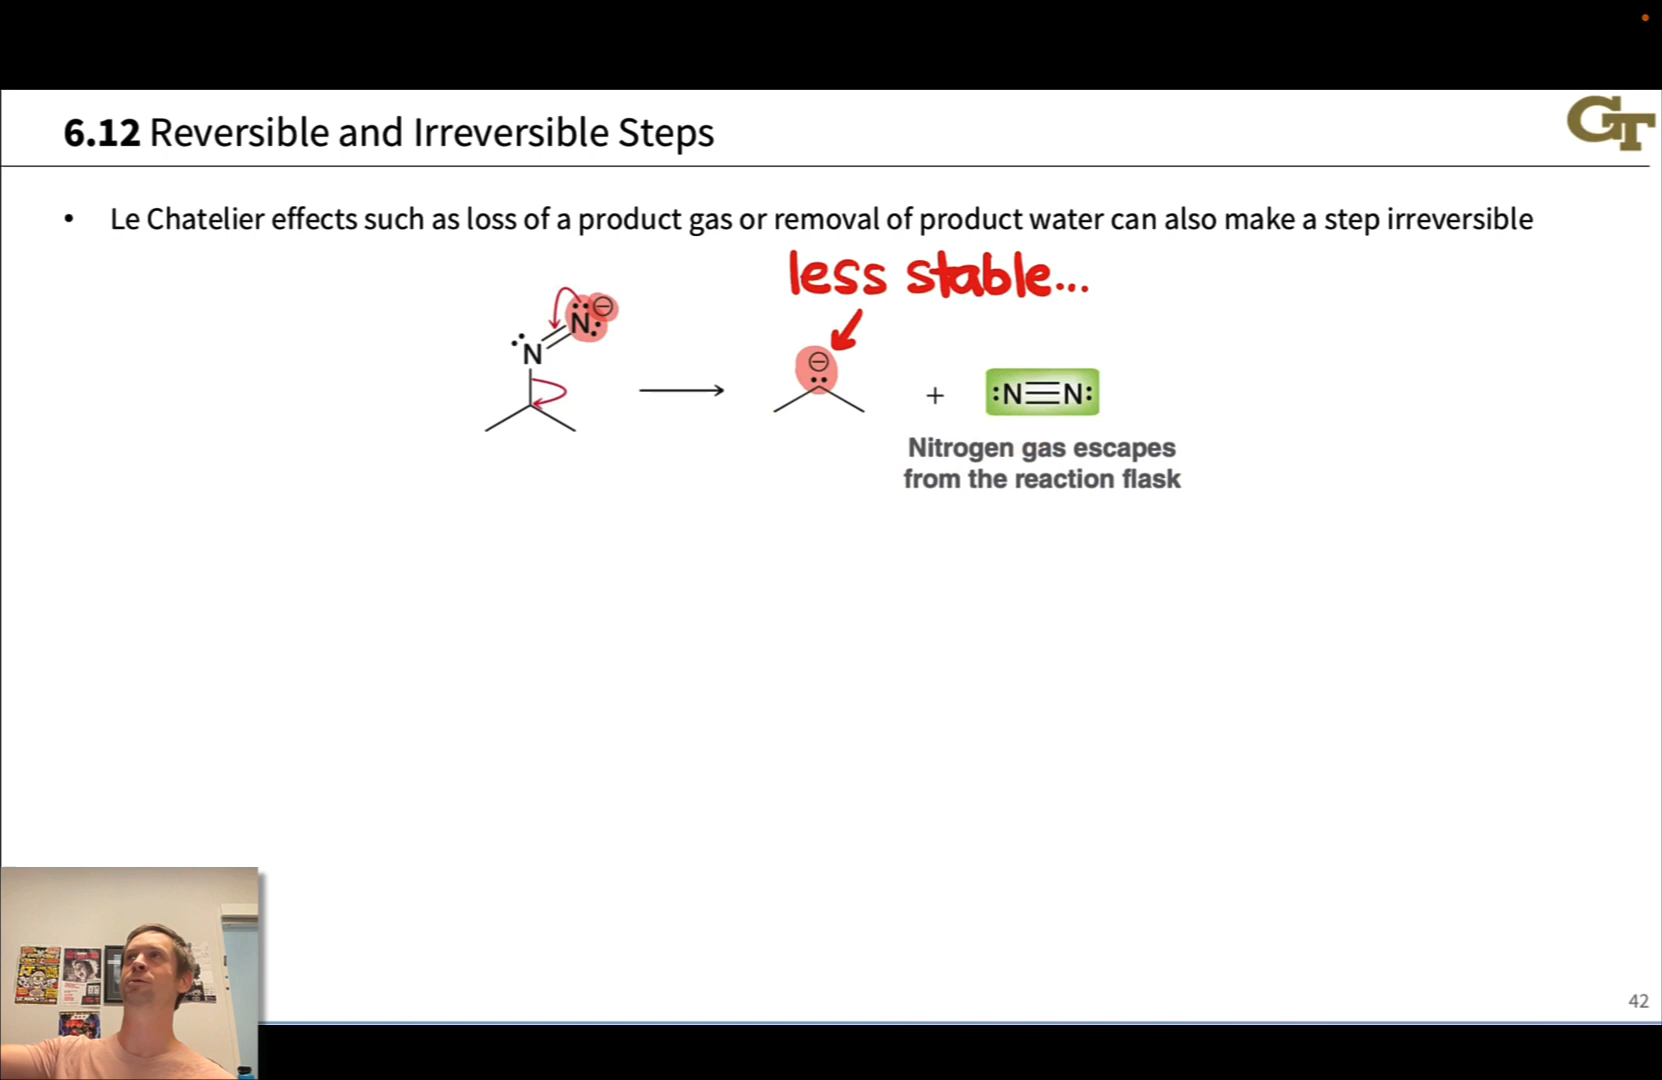 6.12 Reversible and Irreversible Steps
GT
• Le Chatelier effects such as loss of a product gas or removal of product water can also make a step irreversible
less stable...
N
N
+
:N≡N:
Nitrogen gas escapes
from the reaction flask
42